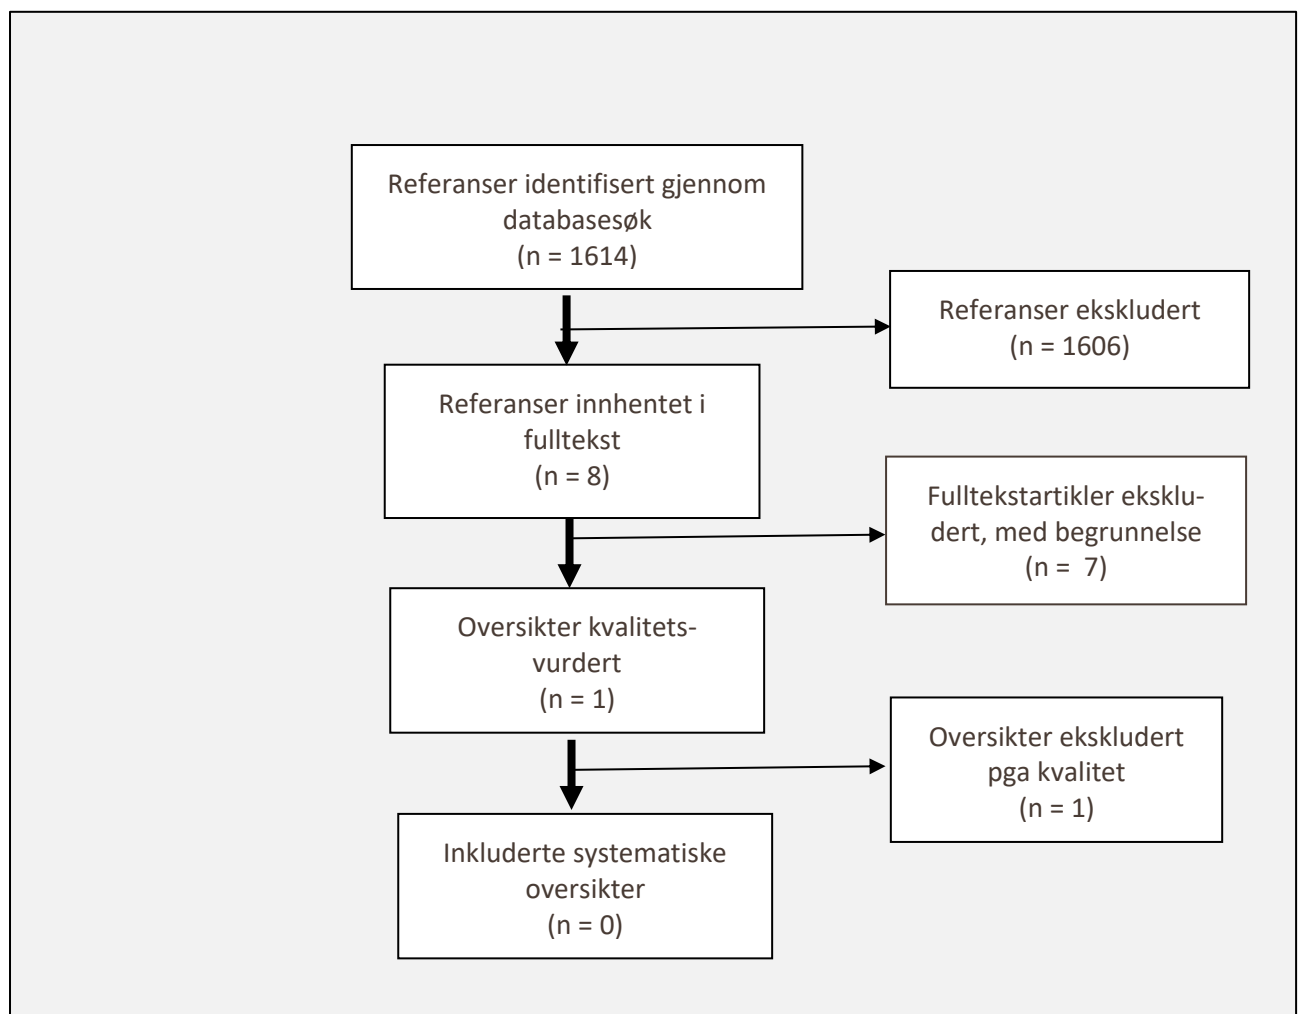 Referanser identifisert gjennom
databasesøk
(n = 1614)
Referanser ekskludert
(n = 1606)
Referanser innhentet i
fulltekst
(n = 8)
Fulltekstartikler eksklu-
dert, med begrunnelse
(n =  7)
Oversikter kvalitets-
vurdert
(n = 1)
Oversikter ekskludert
pga kvalitet
(n = 1)
Inkluderte systematiske
oversikter
(n = 0)